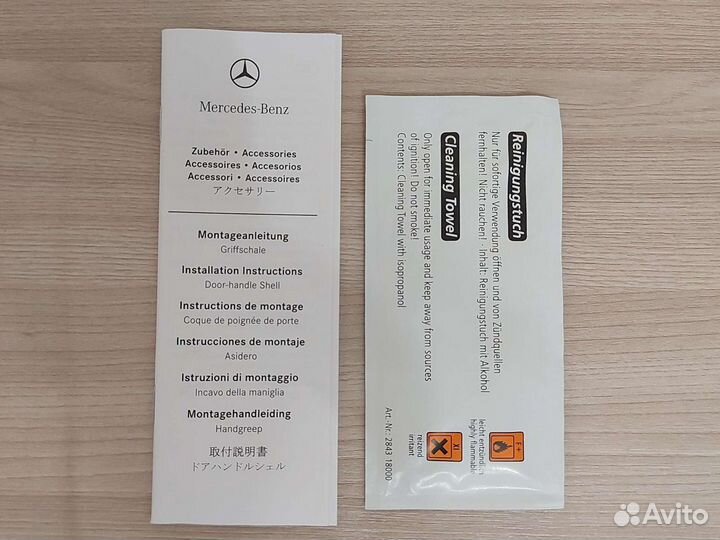 Mercedes-Benz
Zubehör • Accessories
Accessoires • Accesorios
Accessori • Accessoires
アクセサリー
Montageanleitung
Griffschale
Installation Instructions
Door-handle Shell
Instructions de montage
Coque de poignée de porte
Instrucciones de montaje
Asidero
Istruzioni di montaggio
Incavo della maniglia
Montagehandleiding
Handgreep
取付説明書
ドアハンドルシェル
Reinigungstuch
Nur für sofortige Verwendung öffnen und von Zündquellen
fernhalten! Nicht rauchen! - Inhalt: Reinigungstuch mit Alkohol
Cleaning Towel
Only open for immediate usage and keep away from sources
of ignition! Do not smoke!
Contents: Cleaning Towel with isopropanol
F+
leicht entzündlich
highly flammable
Xi
reizend
irritant
Art.-Nr.: 2843 18000
Avito